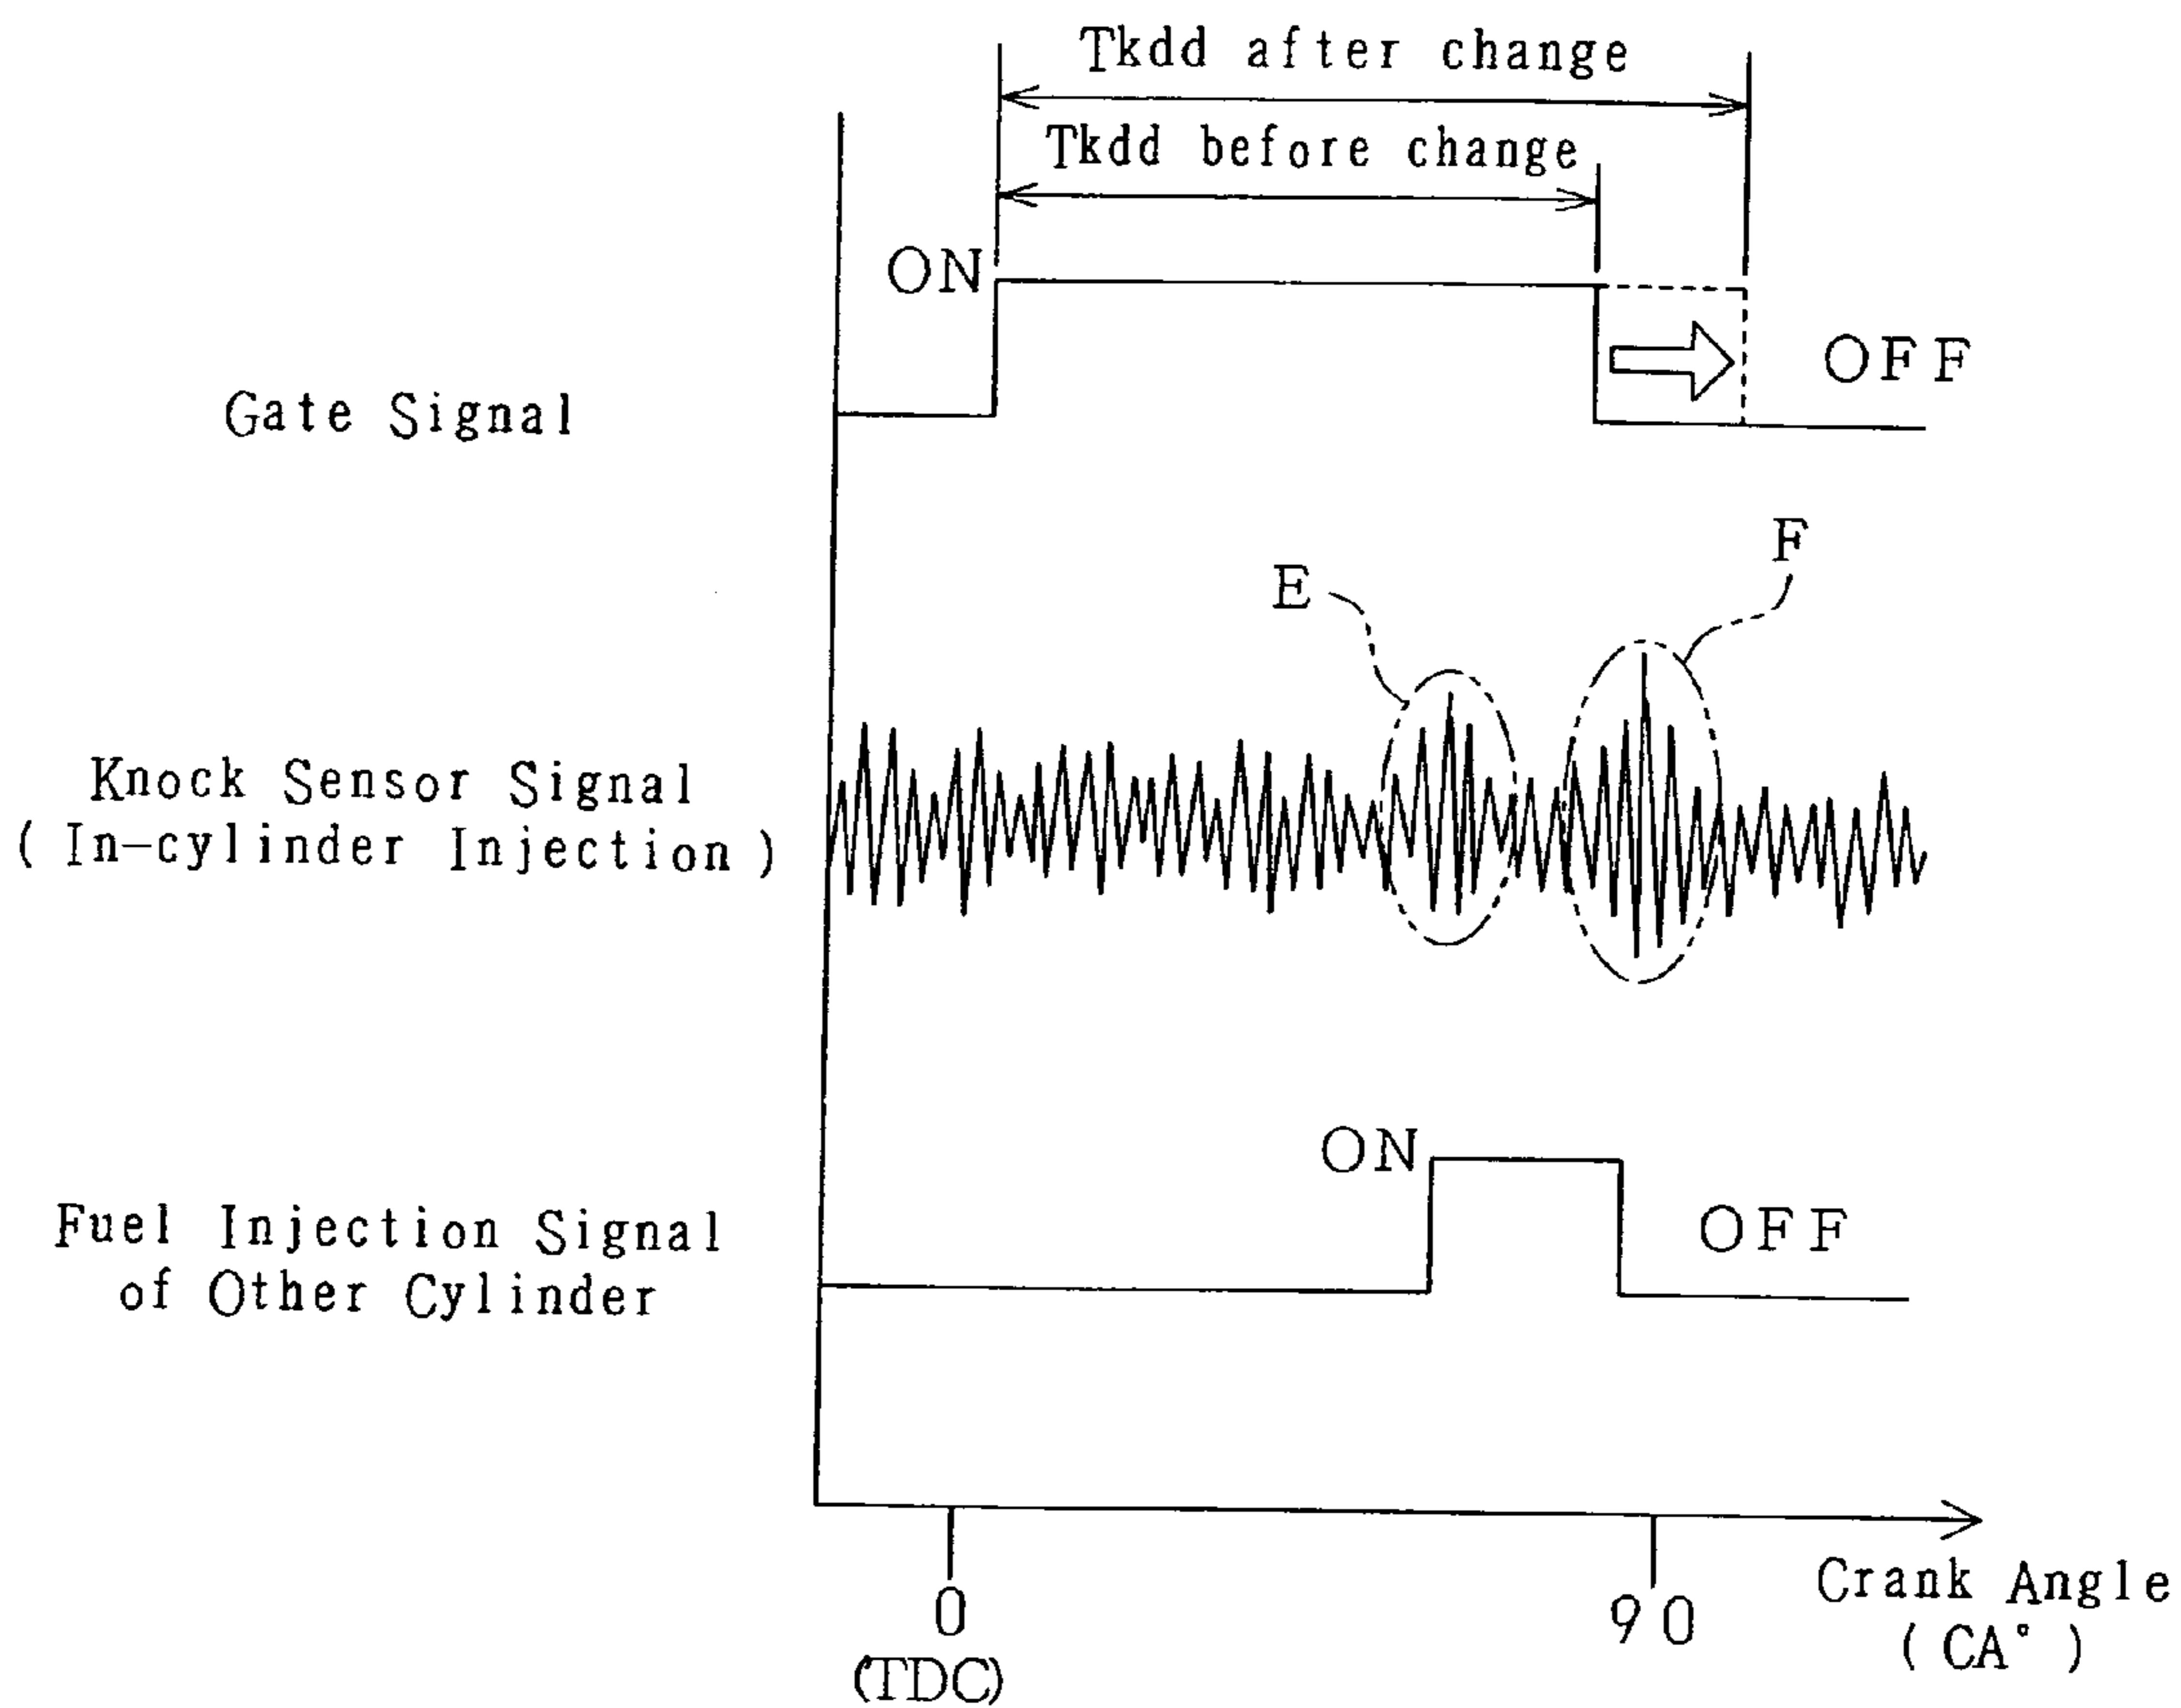 Tkdd after change
Tkdd before change
ON
OFF
Gate Signal
E
F
Knock Sensor Signal
( In-cylinder Injection )
ON
OFF
Fuel Injection Signal
of Other Cylinder
0
(TDC)
90
Crank Angle
( CA° )